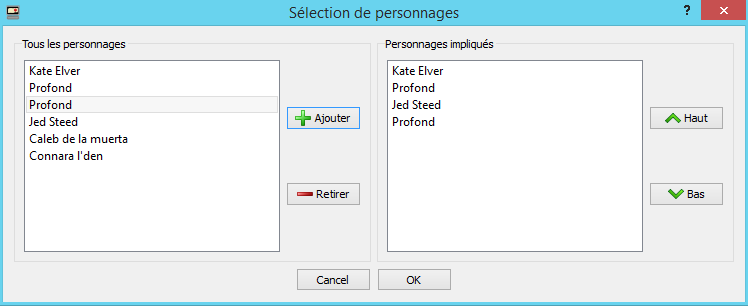 Sélection de personnages
?
Tous les personnages
Kate Elver
Profond
Profond
Jed Steed
Caleb de la muerta
Connara l'den
Ajouter
Retirer
Personnages impliqués
Kate Elver
Profond
Jed Steed
Profond
Haut
Bas
Cancel
OK